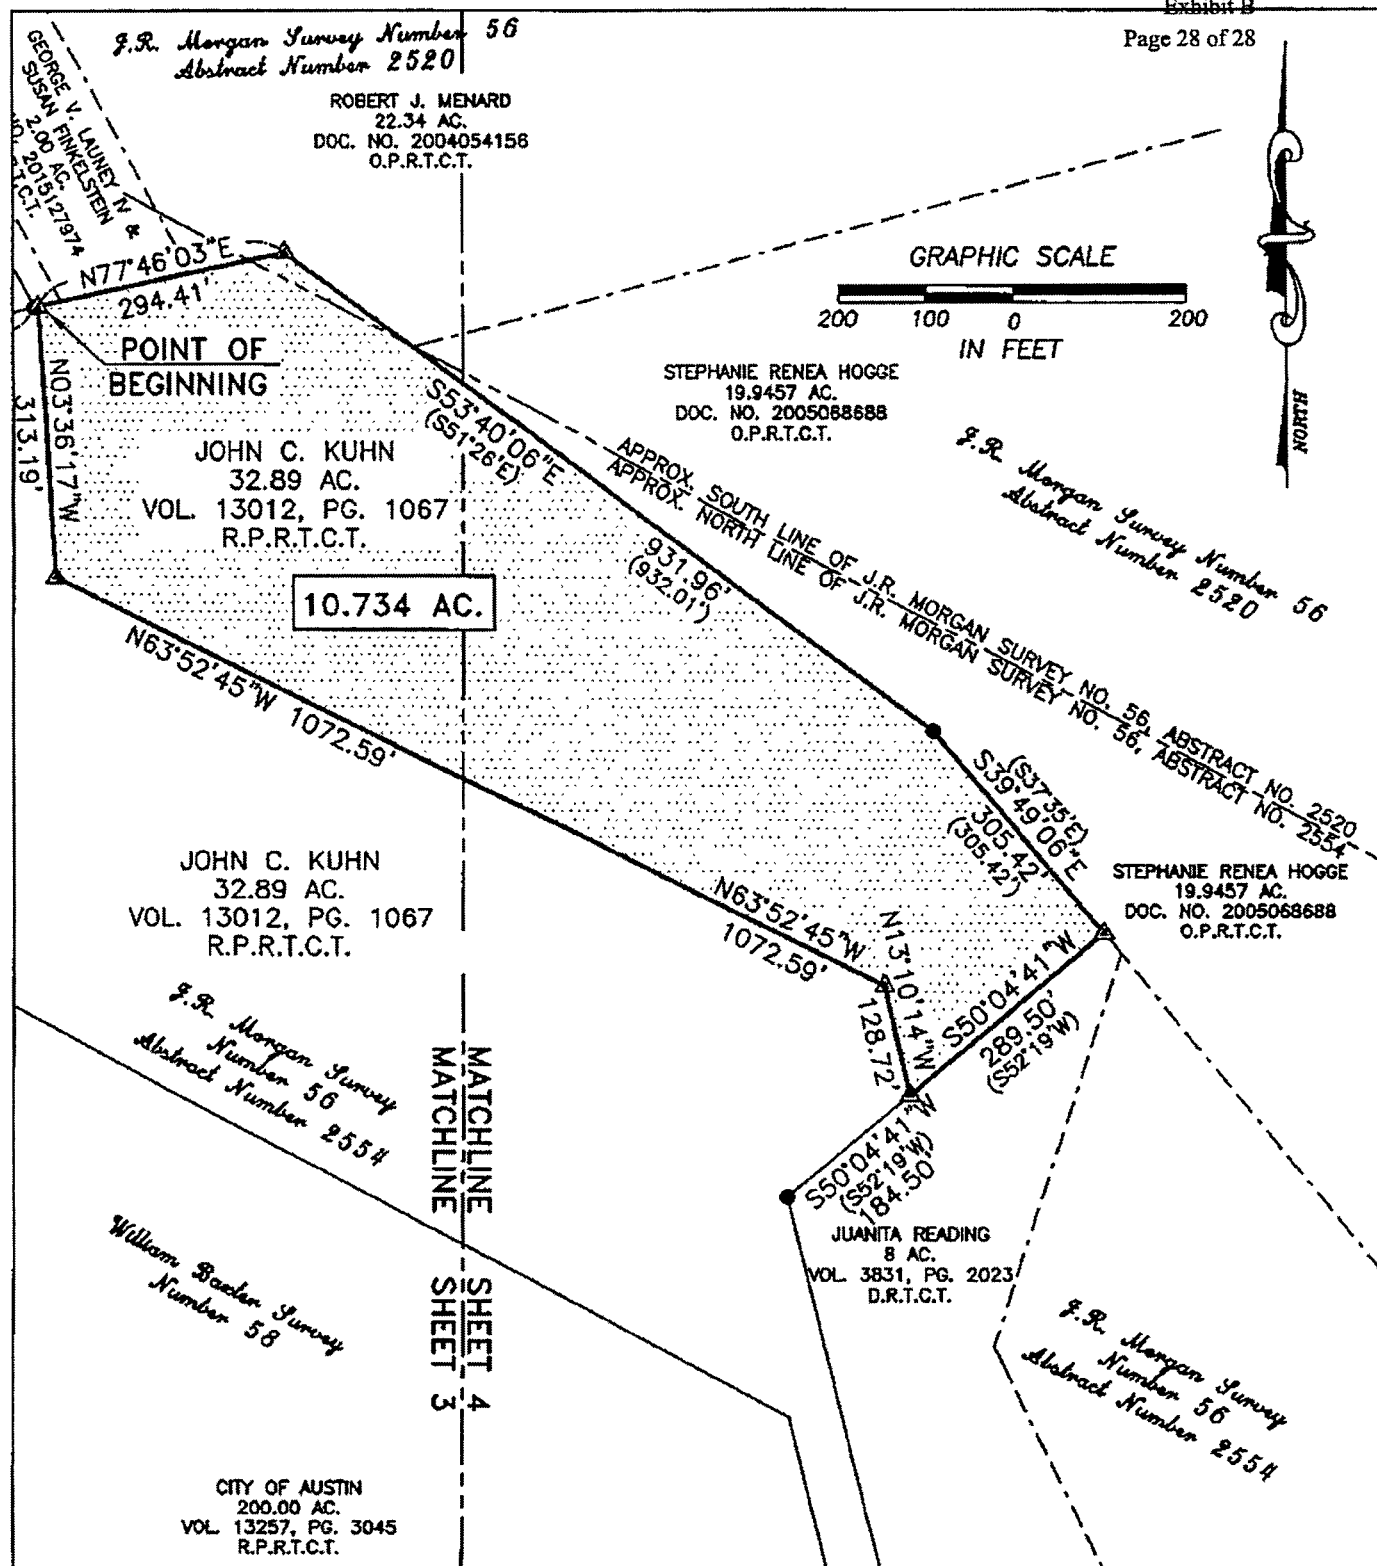 Exhibit B
Page 28 of 28
J.R. Morgan Survey Number 56
Abstract Number 2520
GEORGE V. LAUNEY IV &
SUSAN FINKELSTEIN
2.00 AC.
NO. 2015127974
T.C.T.
ROBERT J. MENARD
22.34 AC.
DOC. NO. 2004054156
O.P.R.T.C.T.
N77°46'03"E
294.41'
POINT OF
BEGINNING
N03°36'17"W
313.19'
GRAPHIC SCALE
200 100 0 200
IN FEET
NORTH
STEPHANIE RENEA HOGGE
19.9457 AC.
DOC. NO. 2005068688
O.P.R.T.C.T.
JOHN C. KUHN
32.89 AC.
VOL. 13012, PG. 1067
R.P.R.T.C.T.
S53°40'06"E
(S51°26'E)
931.96'
(932.01')
APPROX. SOUTH LINE OF J.R. MORGAN SURVEY NO. 56, ABSTRACT NO. 2520
APPROX. NORTH LINE OF J.R. MORGAN SURVEY NO. 56, ABSTRACT NO. 2554
J.R. Morgan Survey Number 56
Abstract Number 2520
10.734 AC.
N63°52'45"W 1072.59'
(S37°35'E)
S39°49'06"E
305.42'
(305.42')
JOHN C. KUHN
32.89 AC.
VOL. 13012, PG. 1067
R.P.R.T.C.T.
N63°52'45"W
1072.59'
STEPHANIE RENEA HOGGE
19.9457 AC.
DOC. NO. 2005068688
O.P.R.T.C.T.
N13°10'14"W
128.72'
S50°04'41"W
289.50'
(S52°19'W)
J.R. Morgan Survey
Number 56
Abstract Number 2554
MATCHLINE SHEET 4
MATCHLINE SHEET 3
S50°04'41"W
(S52°19'W)
184.50'
JUANITA READING
8 AC.
VOL. 3831, PG. 2023
D.R.T.C.T.
William Baxter Survey
Number 58
J.R. Morgan Survey
Number 56
Abstract Number 2554
CITY OF AUSTIN
200.00 AC.
VOL. 13257, PG. 3045
R.P.R.T.C.T.